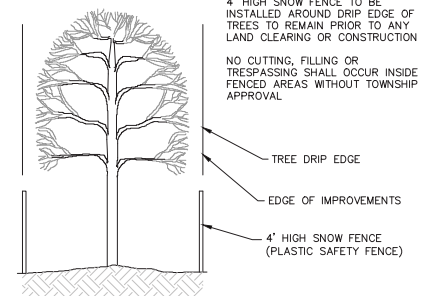 4' HIGH SNOW FENCE TO BE
INSTALLED AROUND DRIP EDGE OF
TREES TO REMAIN PRIOR TO ANY
LAND CLEARING OR CONSTRUCTION
NO CUTTING, FILLING OR
TRESPASSING SHALL OCCUR INSIDE
FENCED AREAS WITHOUT TOWNSHIP
APPROVAL
TREE DRIP EDGE
EDGE OF IMPROVEMENTS
4' HIGH SNOW FENCE
(PLASTIC SAFETY FENCE)